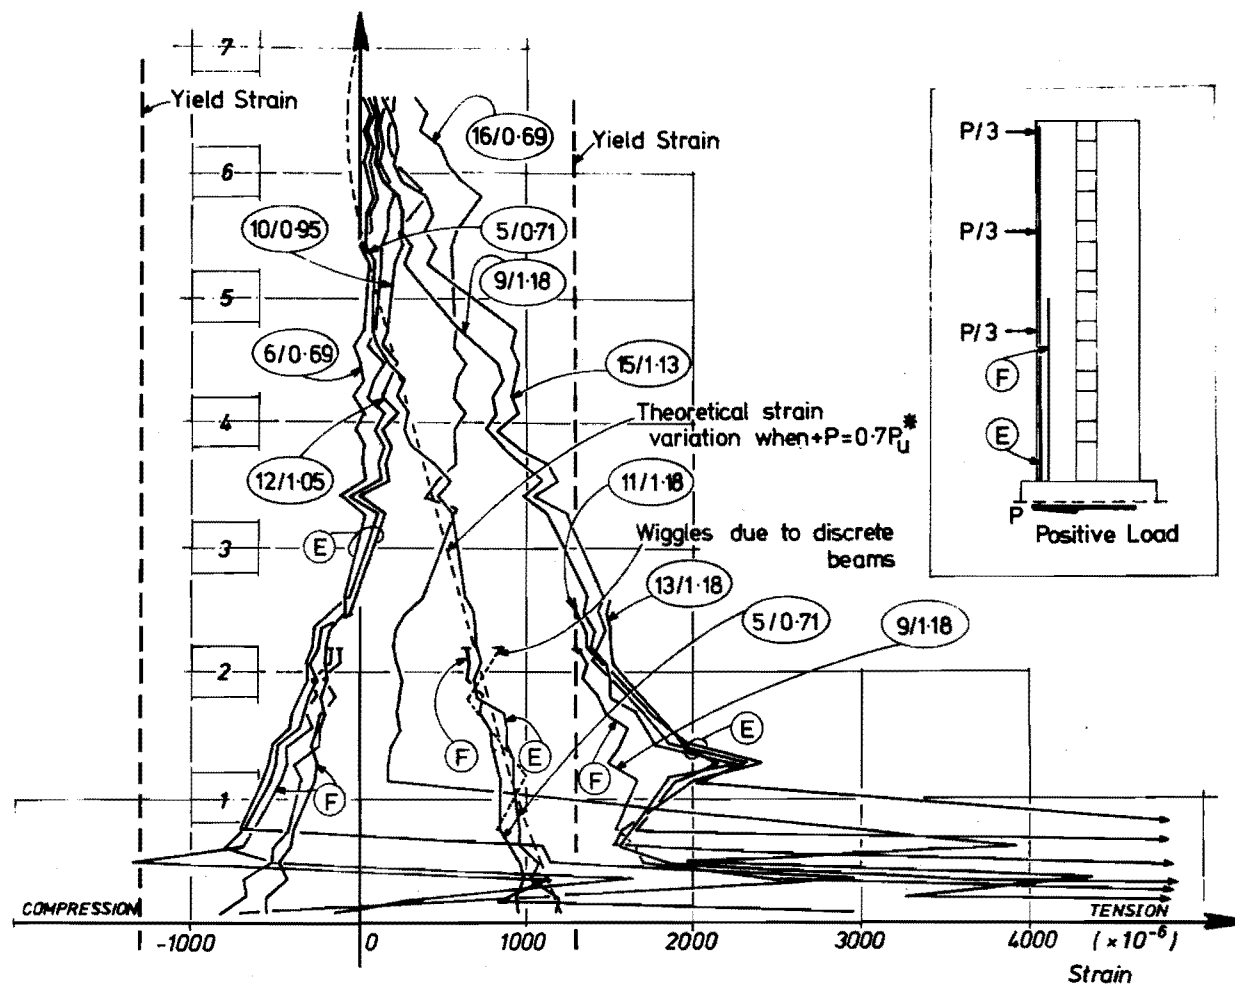 7
Yield Strain
16/0·69
Yield Strain
6
10/0·95
5/0·71
9/1·18
5
6/0·69
15/1·13
4
Theoretical strain
variation when +P=0·7Pu*
12/1·05
11/1·18
E
3
Wiggles due to discrete
beams
13/1·18
5/0·71
9/1·18
2
F
E
E
F
F
1
COMPRESSION
TENSION
-1000
0
1000
2000
3000
4000
(×10-6)
Strain
P/3
P/3
P/3
F
E
P
Positive Load